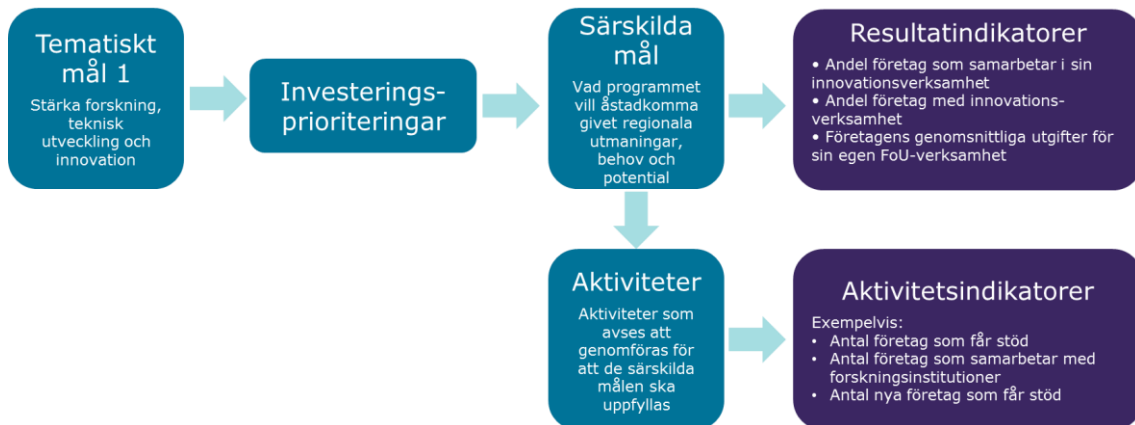 Tematiskt
mål 1
Stärka forskning,
teknisk
utveckling och
innovation
Investerings-
prioriteringar
Särskilda
mål
Vad programmet
vill åstadkomma
givet regionala
utmaningar,
behov och
potential
Resultatindikatorer
• Andel företag som samarbetar i sin
innovationsverksamhet
• Andel företag med innovations-
verksamhet
• Företagens genomsnittliga utgifter för
sin egen FoU-verksamhet
Aktiviteter
Aktiviteter som
avses att
genomföras för
att de särskilda
målen ska
uppfyllas
Aktivitetsindikatorer
Exempelvis:
• Antal företag som får stöd
• Antal företag som samarbetar med
forskningsinstitutioner
• Antal nya företag som får stöd